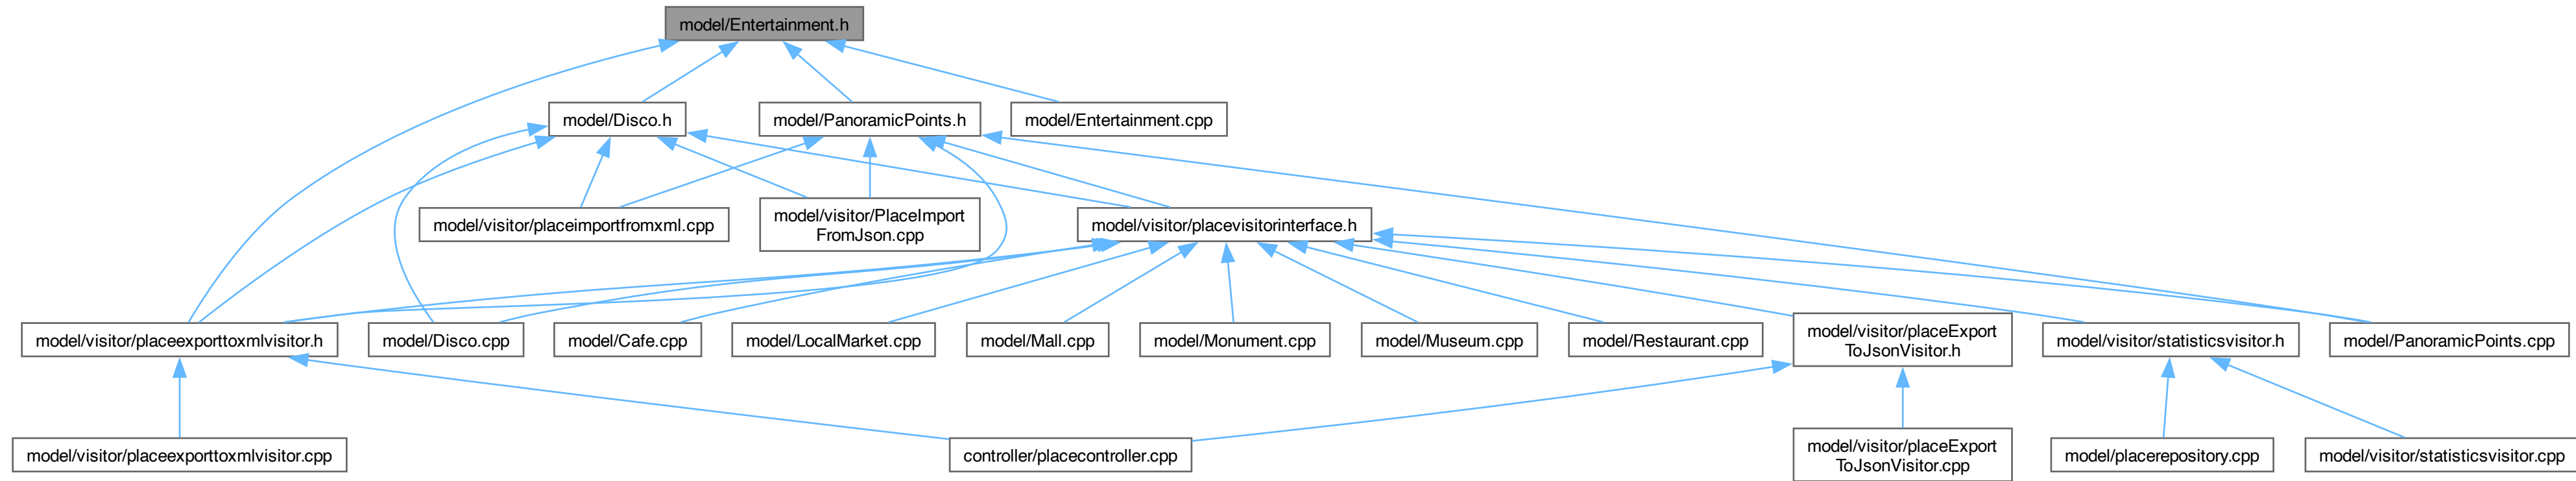 model/Entertainment.h
model/Disco.h
model/PanoramicPoints.h
model/Entertainment.cpp
model/visitor/placeimportfromxml.cpp
model/visitor/PlaceImport
FromJson.cpp
model/visitor/placevisitorinterface.h
model/visitor/placeexporttoxmlvisitor.h
model/Disco.cpp
model/Cafe.cpp
model/LocalMarket.cpp
model/Mall.cpp
model/Monument.cpp
model/Museum.cpp
model/Restaurant.cpp
model/visitor/placeExport
ToJsonVisitor.h
model/visitor/statisticsvisitor.h
model/PanoramicPoints.cpp
model/visitor/placeexporttoxmlvisitor.cpp
controller/placecontroller.cpp
model/visitor/placeExport
ToJsonVisitor.cpp
model/placerepository.cpp
model/visitor/statisticsvisitor.cpp